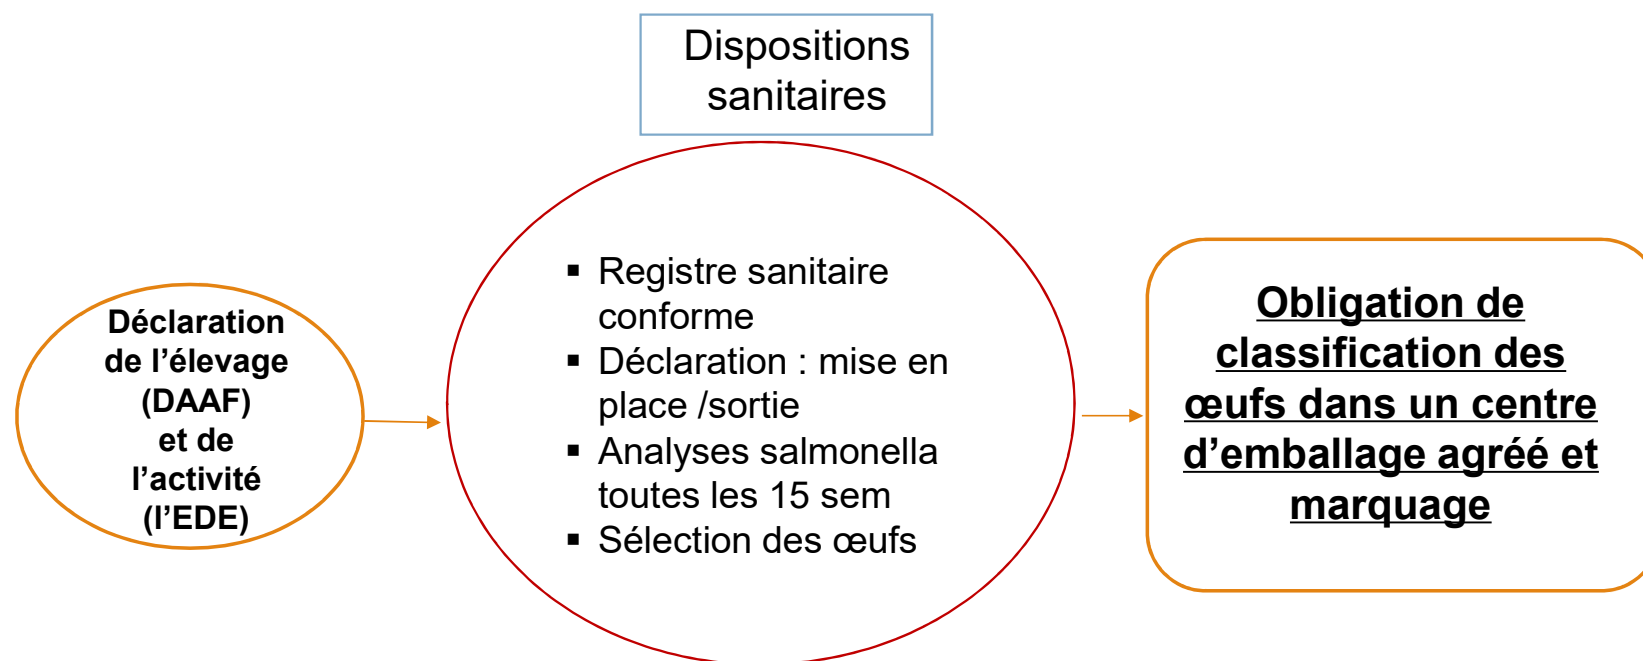 Dispositions
sanitaires
Déclaration
de l’élevage
(DAAF)
et de
l’activité
(l’EDE)
▪ Registre sanitaire
conforme
▪ Déclaration : mise en
place /sortie
▪ Analyses salmonella
toutes les 15 sem
▪ Sélection des œufs
Obligation de
classification des
œufs dans un centre
d’emballage agréé et
marquage